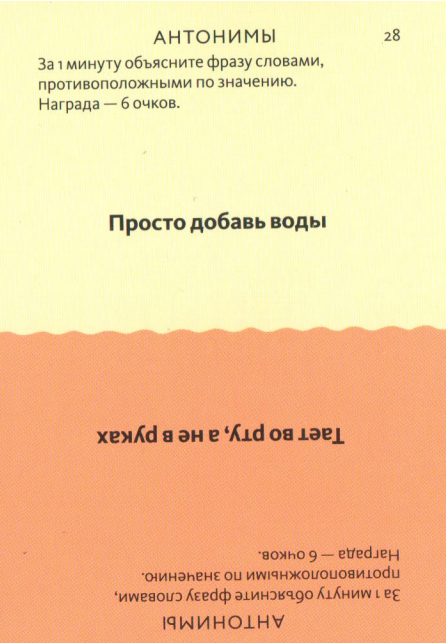 АНТОНИМЫ 28
За 1 минуту объясните фразу словами,
противоположными по значению.
Награда — 6 очков.
Просто добавь воды
АНТОНИМЫ
За 1 минуту объясните фразу словами,
противоположными по значению.
Награда — 6 очков.
Тает во рту, а не в руках